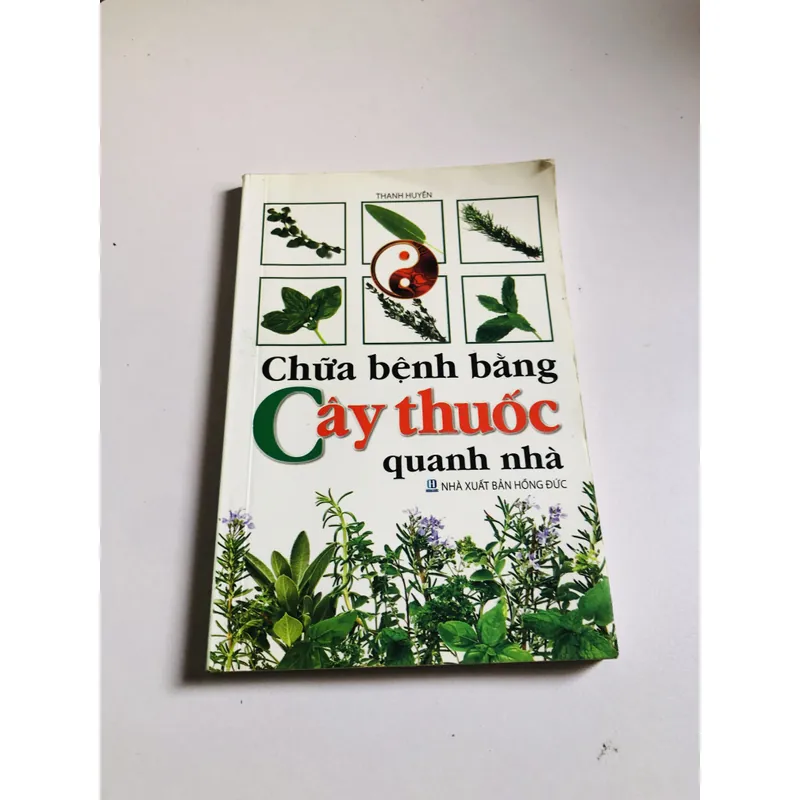 THANH HUYỀN
Chữa bệnh bằng
Cây thuốc
quanh nhà
NHÀ XUẤT BẢN HỒNG ĐỨC